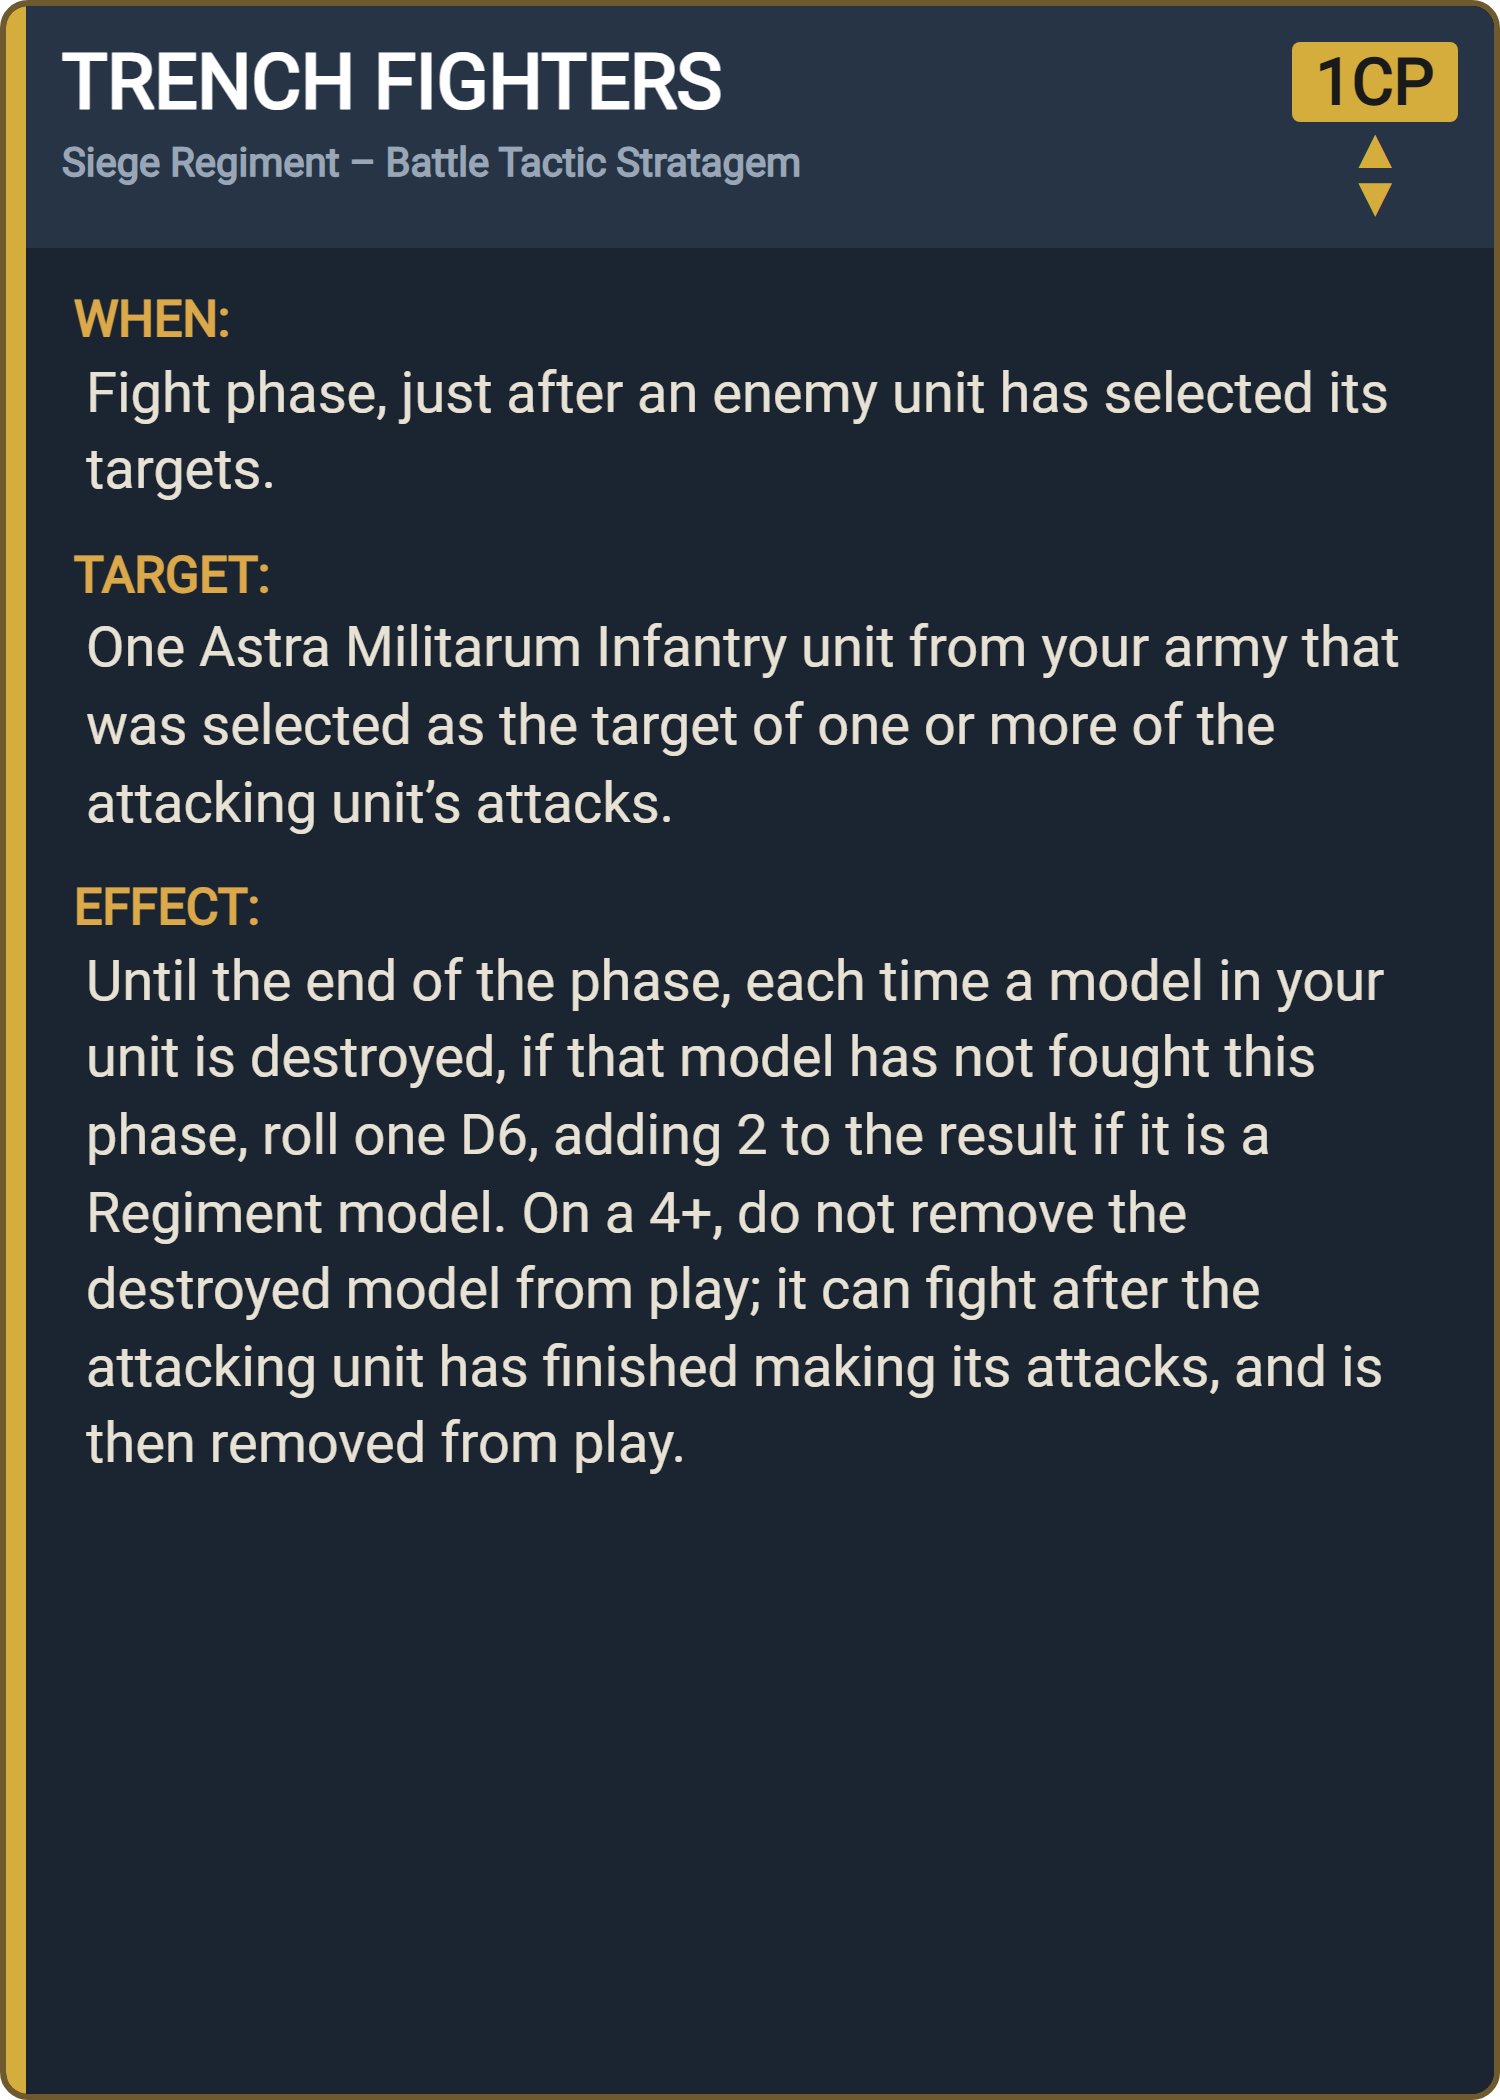 TRENCH FIGHTERS
1CP
Siege Regiment – Battle Tactic Stratagem
▲
▼
WHEN:
Fight phase, just after an enemy unit has selected its
targets.
TARGET:
One Astra Militarum Infantry unit from your army that
was selected as the target of one or more of the
attacking unit’s attacks.
EFFECT:
Until the end of the phase, each time a model in your
unit is destroyed, if that model has not fought this
phase, roll one D6, adding 2 to the result if it is a
Regiment model. On a 4+, do not remove the
destroyed model from play; it can fight after the
attacking unit has finished making its attacks, and is
then removed from play.